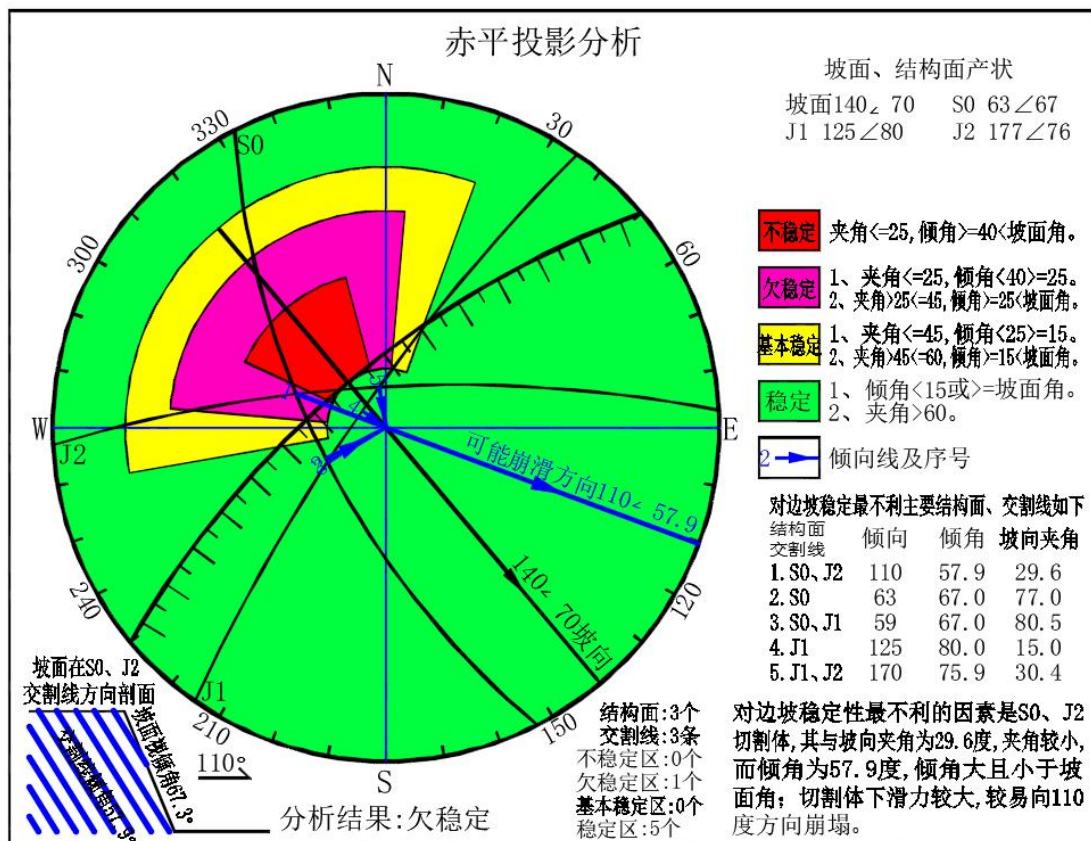 赤平投影分析
坡面、结构面产状
坡面140∠ 70 S0 63∠67
J1 125∠80 J2 177∠76
N
30
60
E
120
150
S
210
240
W
300
330
S0
J2
J1
可能崩滑方向110∠ 57.9
140∠ 70坡向
不稳定 夹角<=25,倾角>=40<坡面角。
欠稳定 1、夹角<=25,倾角<40>=25。
2、夹角>25<=45,倾角>=25<坡面角。
基本稳定 1、夹角<=45,倾角<25>=15。
2、夹角>45<=60,倾角>=15<坡面角。
稳定 1、倾角<15或>=坡面角。
2、夹角>60。
2 倾向线及序号
对边坡稳定最不利主要结构面、交割线如下
结构面
交割线 倾向 倾角 坡向夹角
1.S0、J2 110 57.9 29.6
2.S0 63 67.0 77.0
3.S0、J1 59 67.0 80.5
4.J1 125 80.0 15.0
5.J1、J2 170 75.9 30.4
坡面在S0、J2
交割线方向剖面
坡面视倾角67.3°
交割线倾角57.9°
110°
分析结果:欠稳定
结构面:3个
交割线:3条
不稳定区:0个
欠稳定区:1个
基本稳定区:0个
稳定区:5个
对边坡稳定性最不利的因素是S0、J2
切割体,其与坡向夹角为29.6度,夹角较小,
而倾角为57.9度,倾角大且小于坡
面角；切割体下滑力较大,较易向110
度方向崩塌。